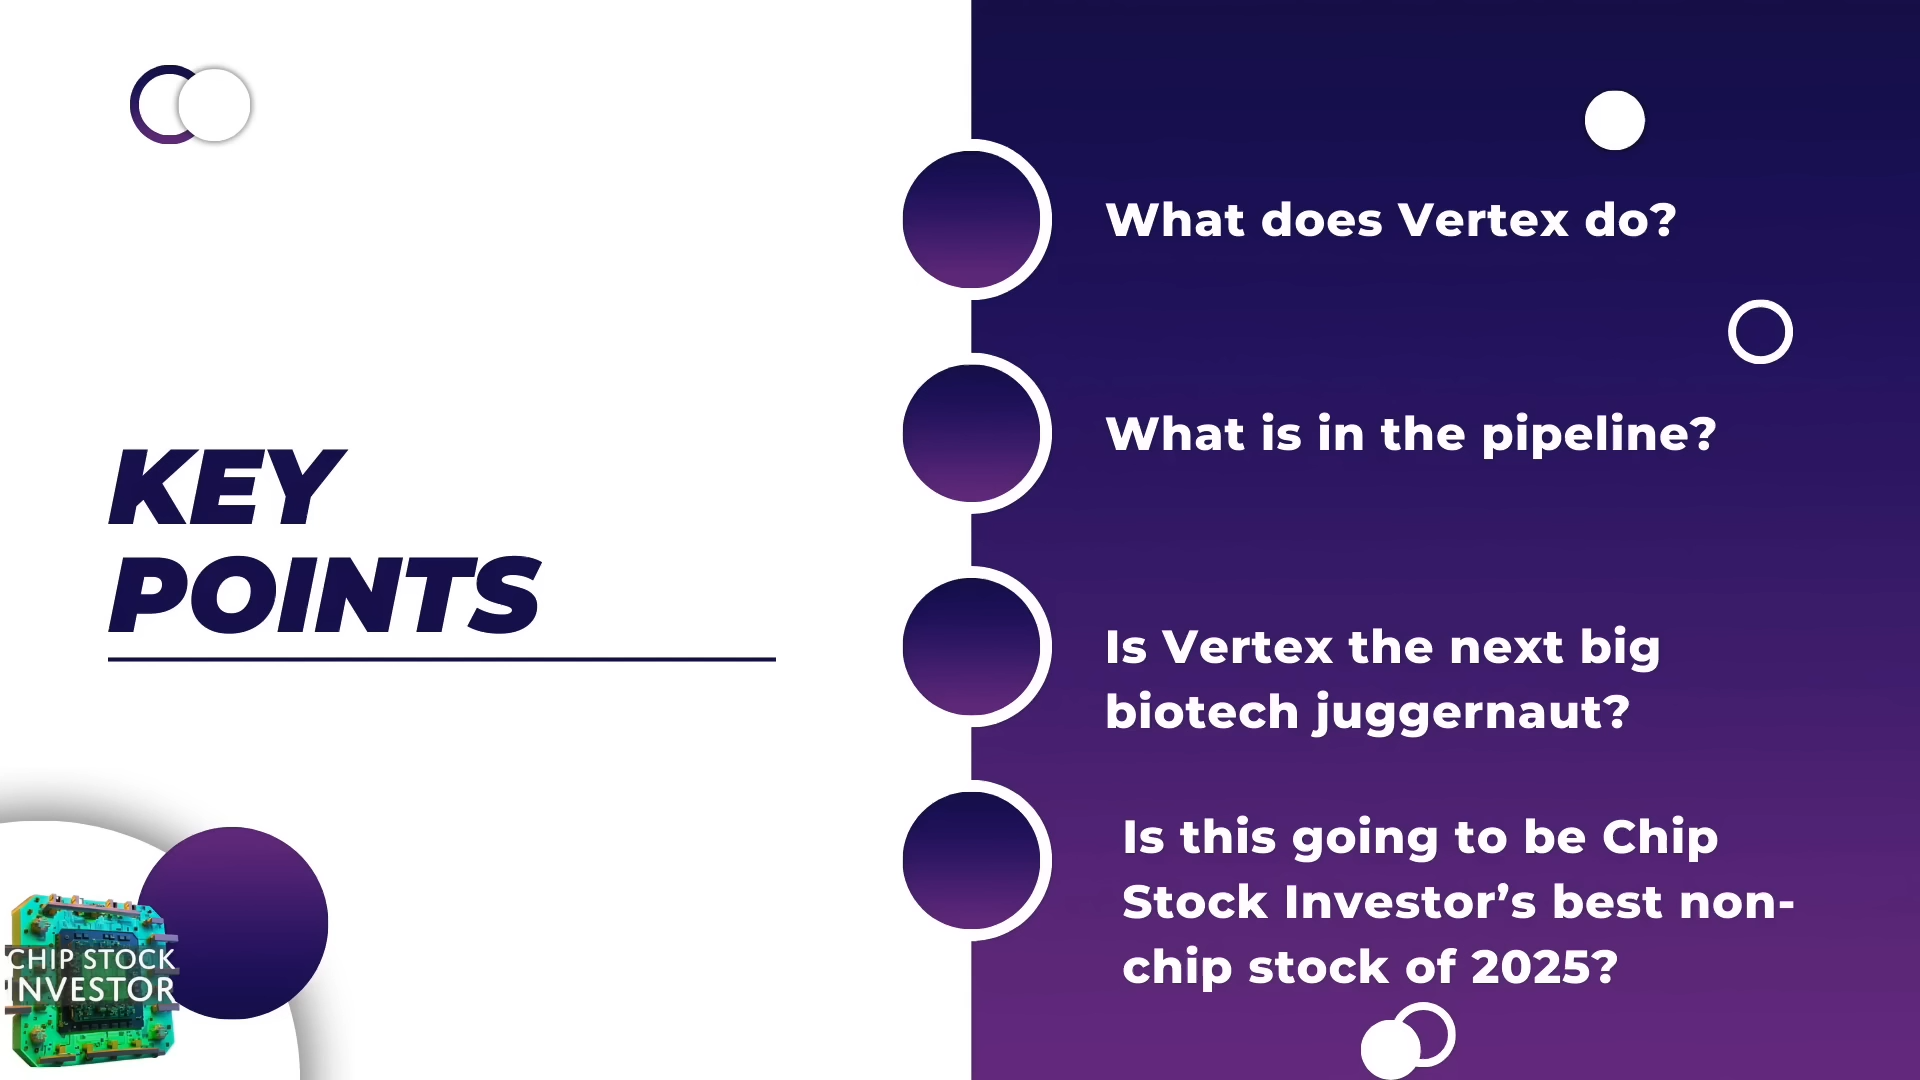 KEY
POINTS
What does Vertex do?
What is in the pipeline?
Is Vertex the next big
biotech juggernaut?
Is this going to be Chip
Stock Investor’s best non-
chip stock of 2025?
CHIP STOCK
INVESTOR